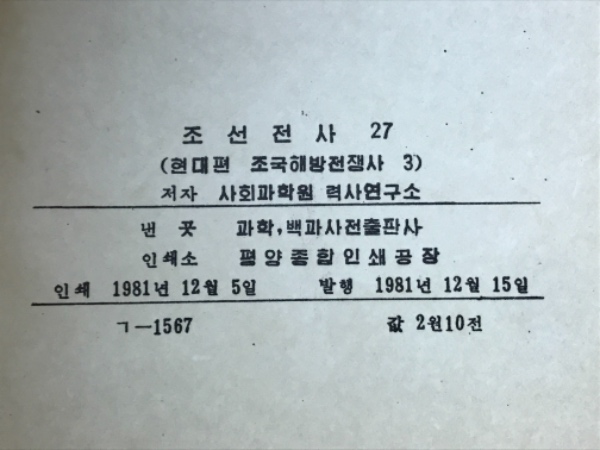 조선전사 27
(현대편 조국해방전쟁사 3)
저자 사회과학원 력사연구소
낸 곳 과학,백과사전출판사
인쇄소 평양종합인쇄공장
인쇄 1981년 12월 5일 발행 1981년 12월 15일
ㄱ—1567 값 2원10전